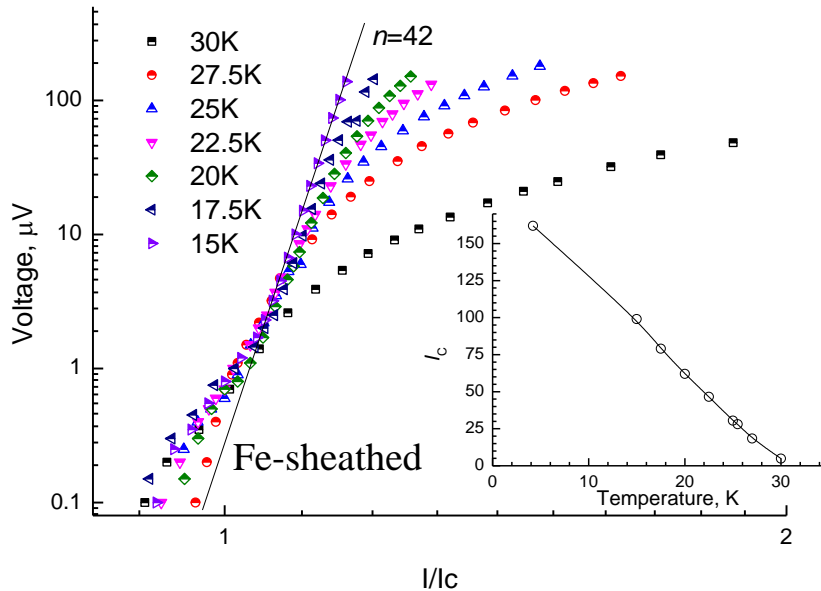 n=42
30K
27.5K
25K
22.5K
20K
17.5K
15K
100
10
1
0.1
Voltage, μV
Fe-sheathed
1
2
I/Ic
150
125
100
75
50
25
0
I_C
0
10
20
30
Temperature, K